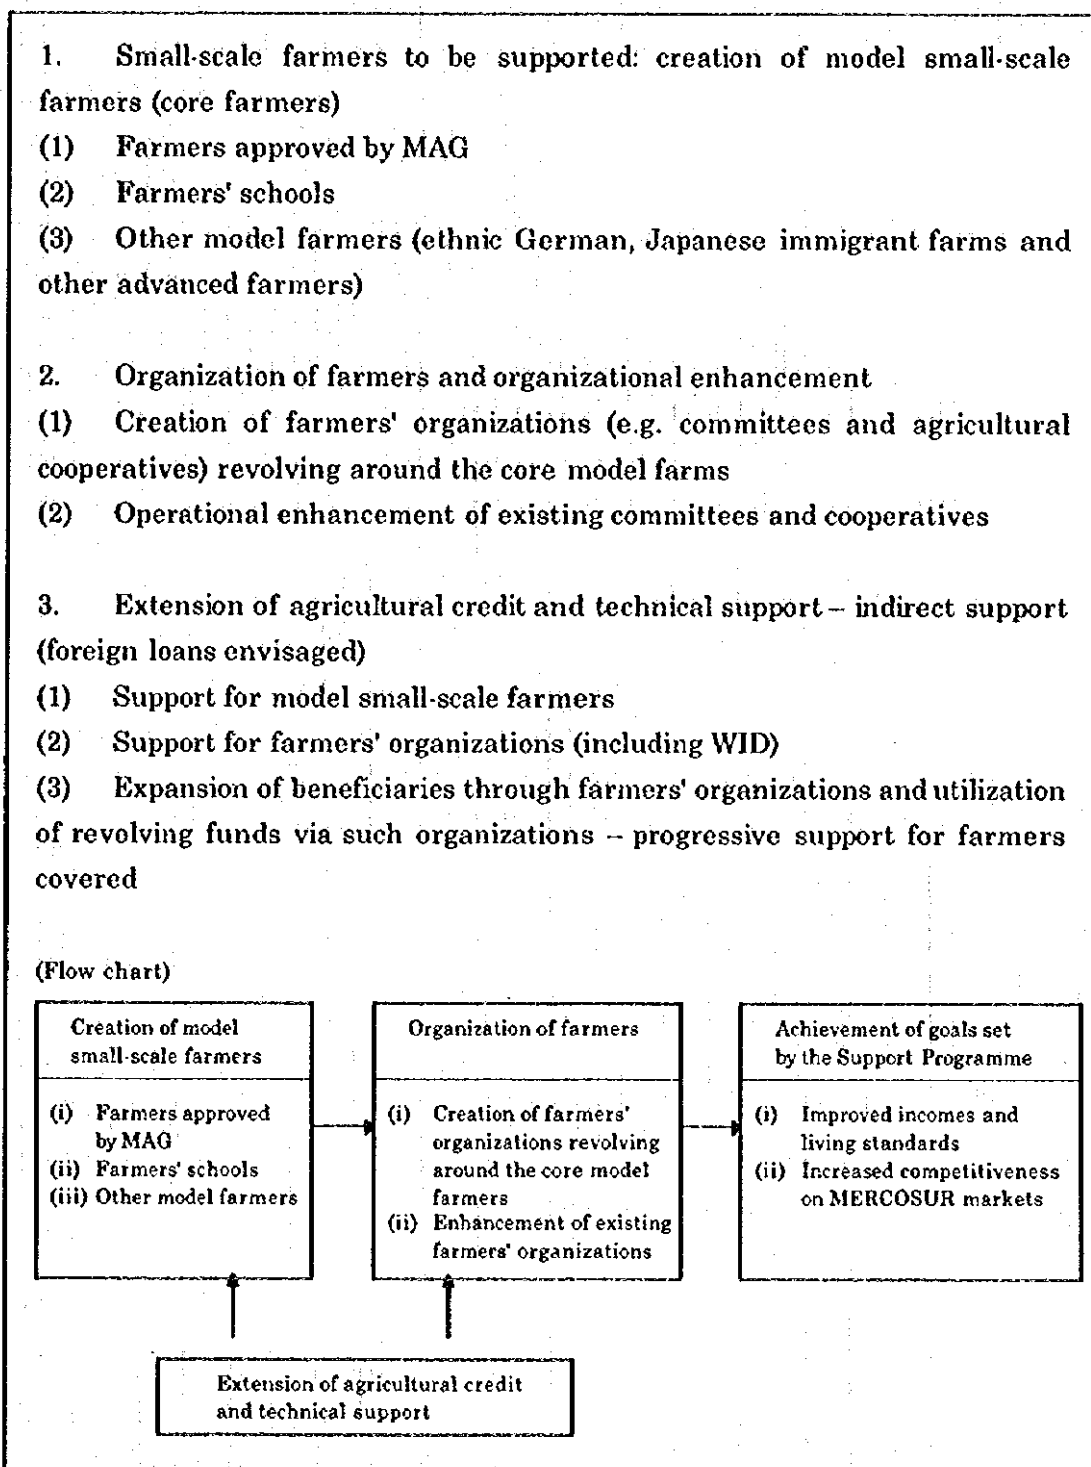 1. Small-scale farmers to be supported: creation of model small-scale
farmers (core farmers)
(1) Farmers approved by MAG
(2) Farmers' schools
(3) Other model farmers (ethnic German, Japanese immigrant farms and
other advanced farmers)
2. Organization of farmers and organizational enhancement
(1) Creation of farmers' organizations (e.g. committees and agricultural
cooperatives) revolving around the core model farms
(2) Operational enhancement of existing committees and cooperatives
3. Extension of agricultural credit and technical support – indirect support
(foreign loans envisaged)
(1) Support for model small-scale farmers
(2) Support for farmers' organizations (including WID)
(3) Expansion of beneficiaries through farmers' organizations and utilization
of revolving funds via such organizations – progressive support for farmers
covered
(Flow chart)
Creation of model
small-scale farmers
(i) Farmers approved
by MAG
(ii) Farmers' schools
(iii) Other model farmers
Organization of farmers
(i) Creation of farmers'
organizations revolving
around the core model
farmers
(ii) Enhancement of existing
farmers' organizations
Achievement of goals set
by the Support Programme
(i) Improved incomes and
living standards
(ii) Increased competitiveness
on MERCOSUR markets
Extension of agricultural credit
and technical support